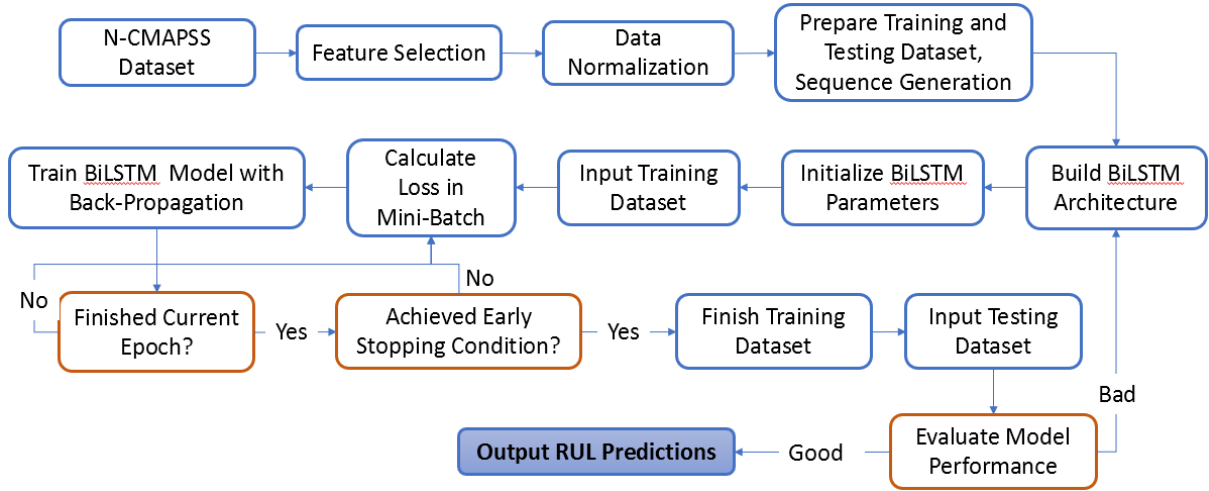 N-CMAPSS
Dataset
Feature Selection
Data
Normalization
Prepare Training and
Testing Dataset,
Sequence Generation
Train BiLSTM Model with
Back-Propagation
Calculate
Loss in
Mini-Batch
Input Training
Dataset
Initialize BiLSTM
Parameters
Build BiLSTM
Architecture
No
No
Finished Current
Epoch?
Yes
Achieved Early
Stopping Condition?
Yes
Finish Training
Dataset
Input Testing
Dataset
Bad
Output RUL Predictions
Good
Evaluate Model
Performance